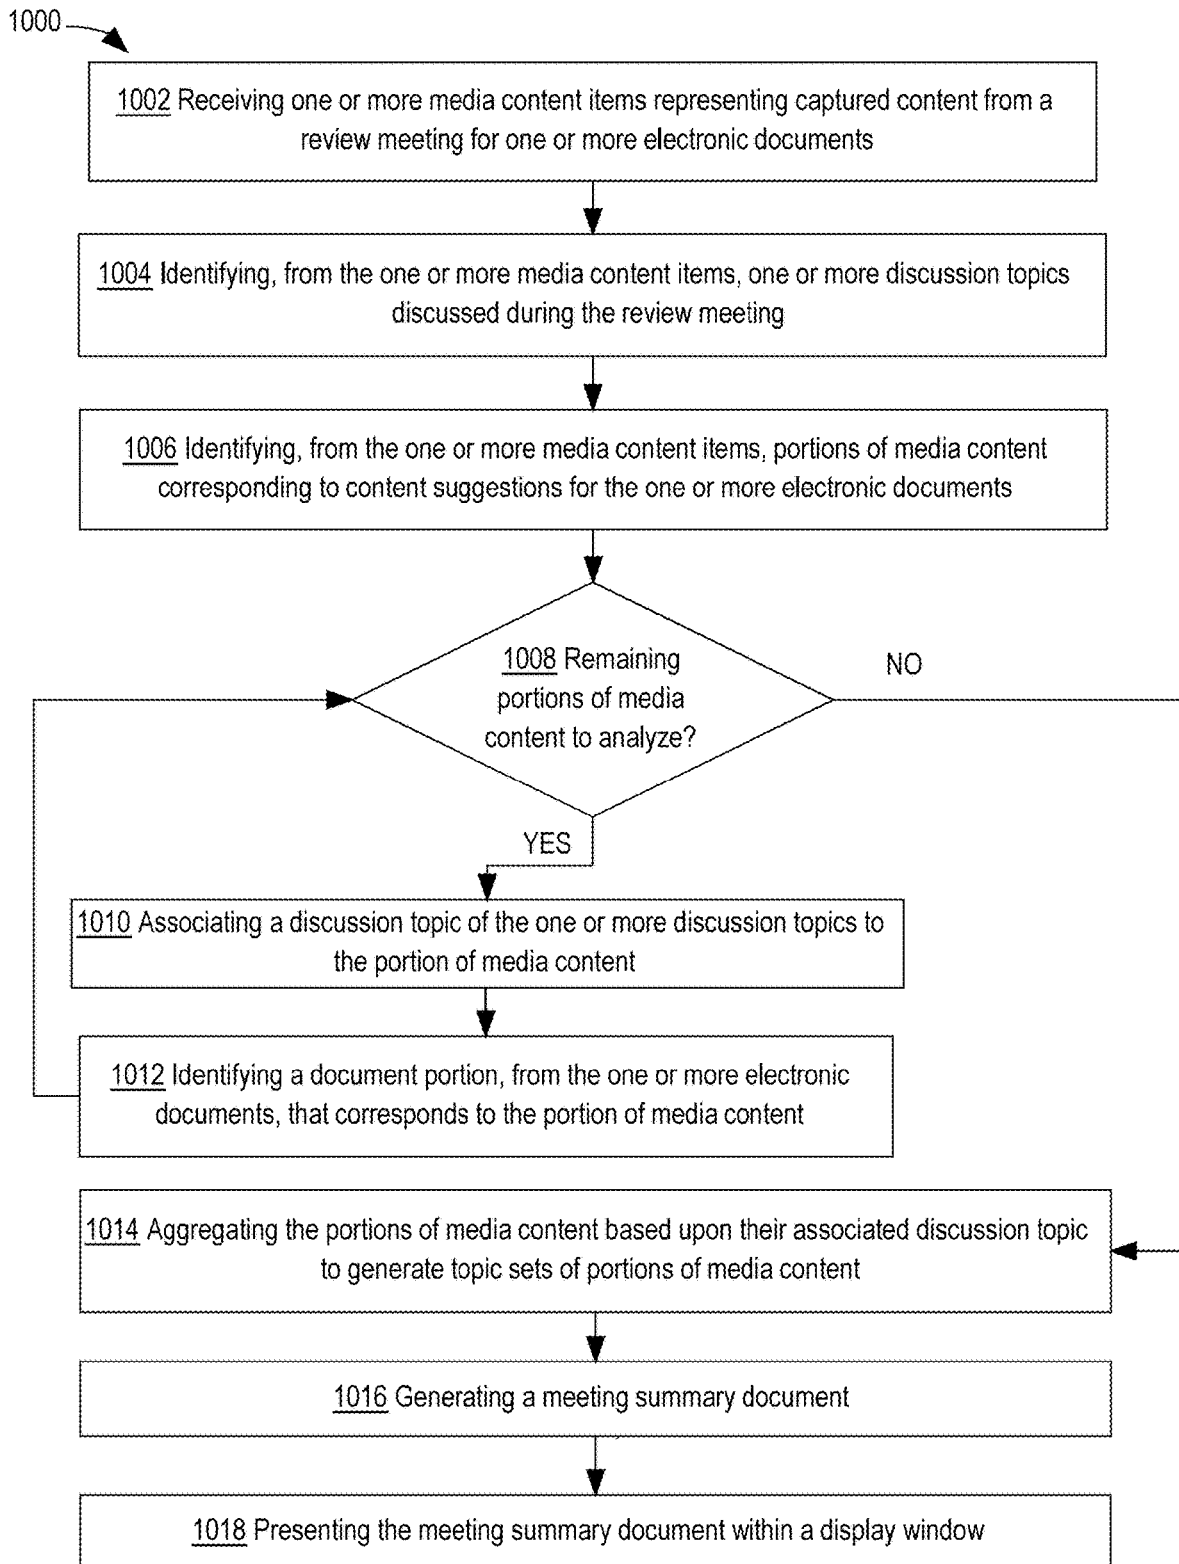 1000
1002 Receiving one or more media content items representing captured content from a
review meeting for one or more electronic documents
1004 Identifying, from the one or more media content items, one or more discussion topics
discussed during the review meeting
1006 Identifying, from the one or more media content items, portions of media content
corresponding to content suggestions for the one or more electronic documents
1008 Remaining
portions of media
content to analyze?
NO
YES
1010 Associating a discussion topic of the one or more discussion topics to
the portion of media content
1012 Identifying a document portion, from the one or more electronic
documents, that corresponds to the portion of media content
1014 Aggregating the portions of media content based upon their associated discussion topic
to generate topic sets of portions of media content
1016 Generating a meeting summary document
1018 Presenting the meeting summary document within a display window